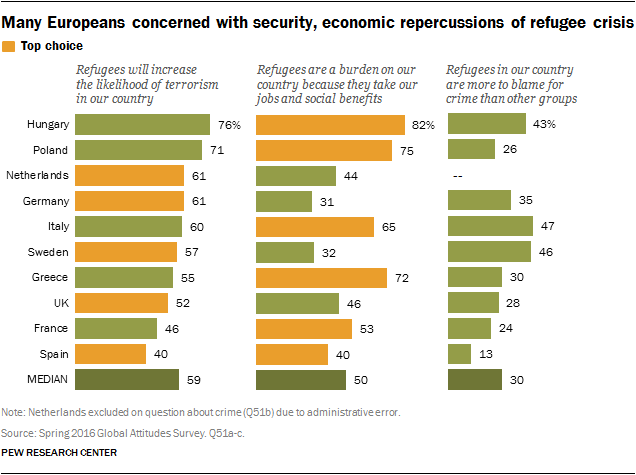 Many Europeans concerned with security, economic repercussions of refugee crisis
Top choice
Refugees will increase
the likelihood of terrorism
in our country
Refugees are a burden on our
country because they take our
jobs and social benefits
Refugees in our country
are more to blame for
crime than other groups
Hungary 76% 82% 43%
Poland 71 75 26
Netherlands 61 44 --
Germany 61 31 35
Italy 60 65 47
Sweden 57 32 46
Greece 55 72 30
UK 52 46 28
France 46 53 24
Spain 40 40 13
MEDIAN 59 50 30
Note: Netherlands excluded on question about crime (Q51b) due to administrative error.
Source: Spring 2016 Global Attitudes Survey. Q51a-c.
PEW RESEARCH CENTER